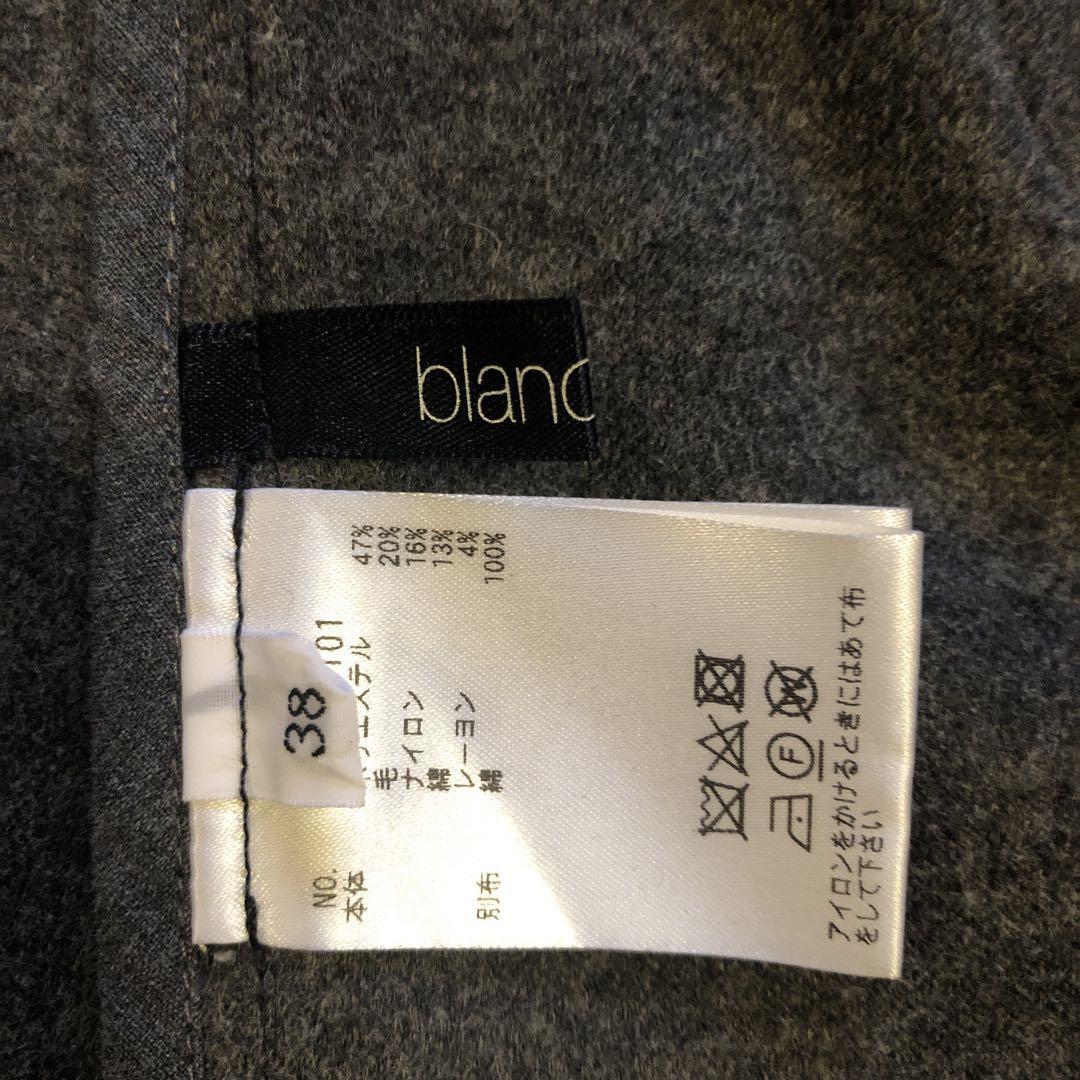 blanc
38
NO. 101
本体 ポリエステル 47%
毛 20%
ナイロン 16%
綿 13%
レーヨン 4%
別布 綿 100%
F
アイロンをかけるときにはあて布
をして下さい